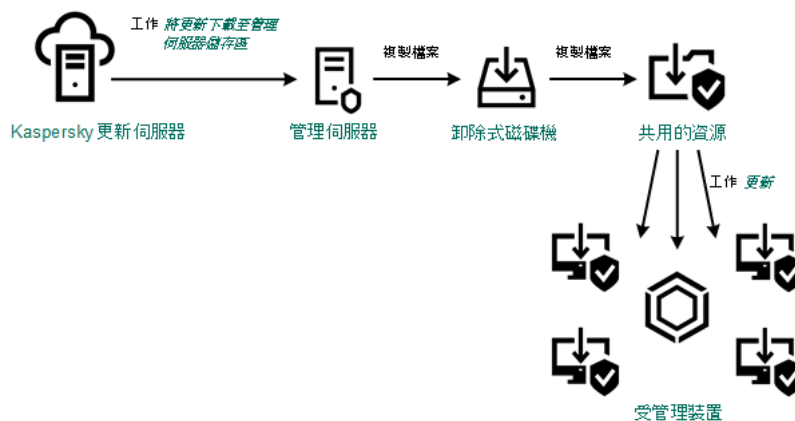 工作 將更新下載至管理
伺服器儲存區
複製檔案
複製檔案
Kaspersky 更新伺服器
管理伺服器
卸除式磁碟機
共用的資源
工作 更新
受管理裝置